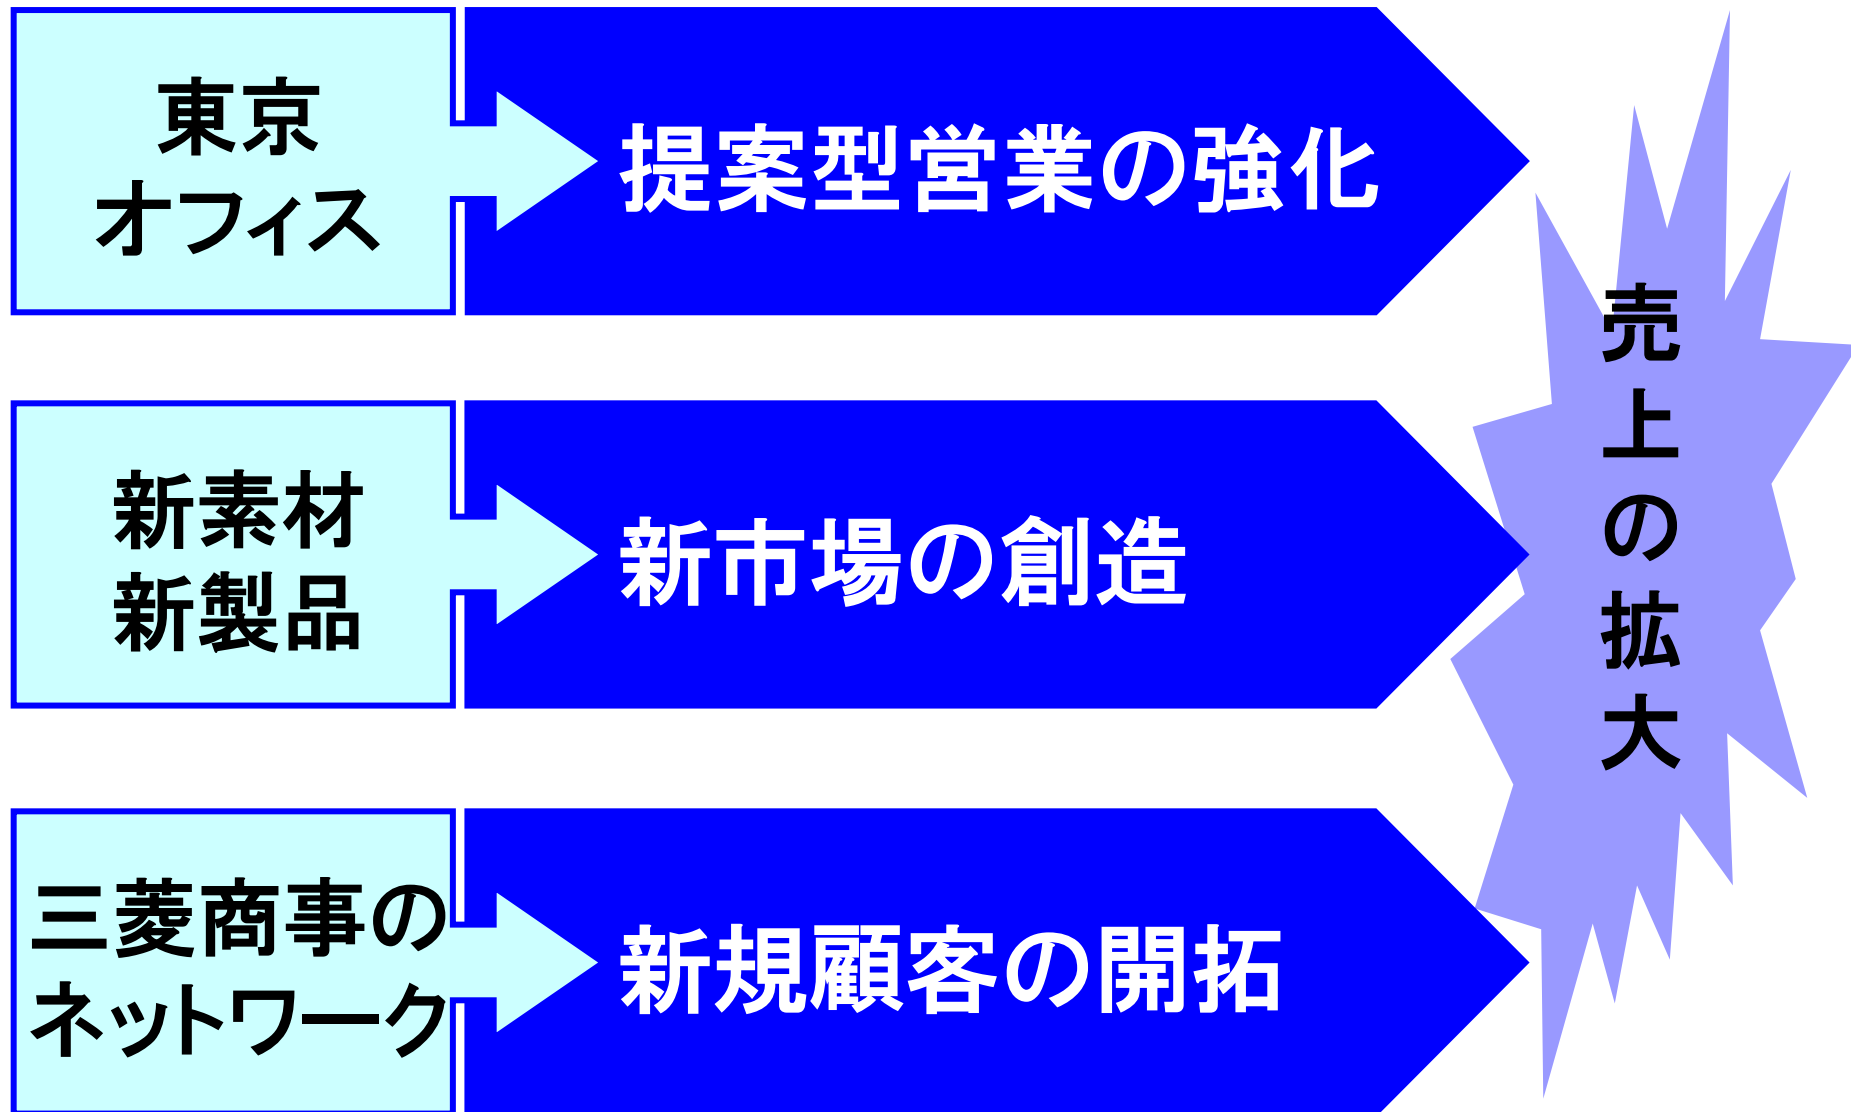 東京
オフィス
提案型営業の強化
新素材
新製品
新市場の創造
三菱商事の
ネットワーク
新規顧客の開拓
売上の拡大